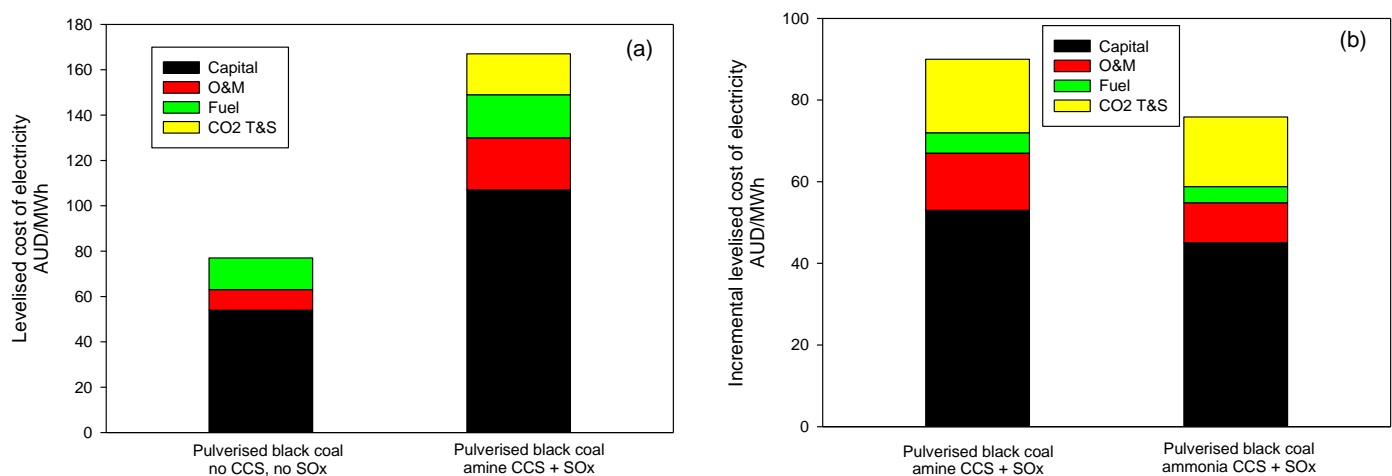 Levelised cost of electricity
AUD/MWh
180
160
140
120
100
80
60
40
20
0
(a)
Capital
O&M
Fuel
CO2 T&S
Pulverised black coal
no CCS, no SOx
Pulverised black coal
amine CCS + SOx
Incremental levelised cost of electricity
AUD/MWh
100
80
60
40
20
0
(b)
Capital
O&M
Fuel
CO2 T&S
Pulverised black coal
amine CCS + SOx
Pulverised black coal
ammonia CCS + SOx